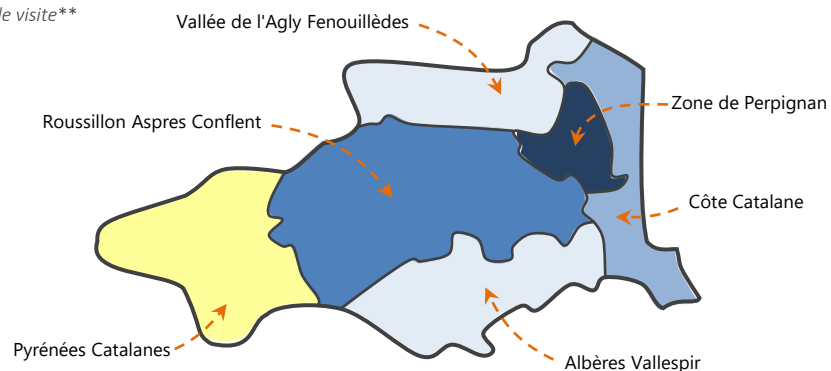 de visite**
Vallée de l'Agly Fenouillèdes
Zone de Perpignan
Roussillon Aspres Conflent
Côte Catalane
Pyrénées Catalanes
Albères Vallespir